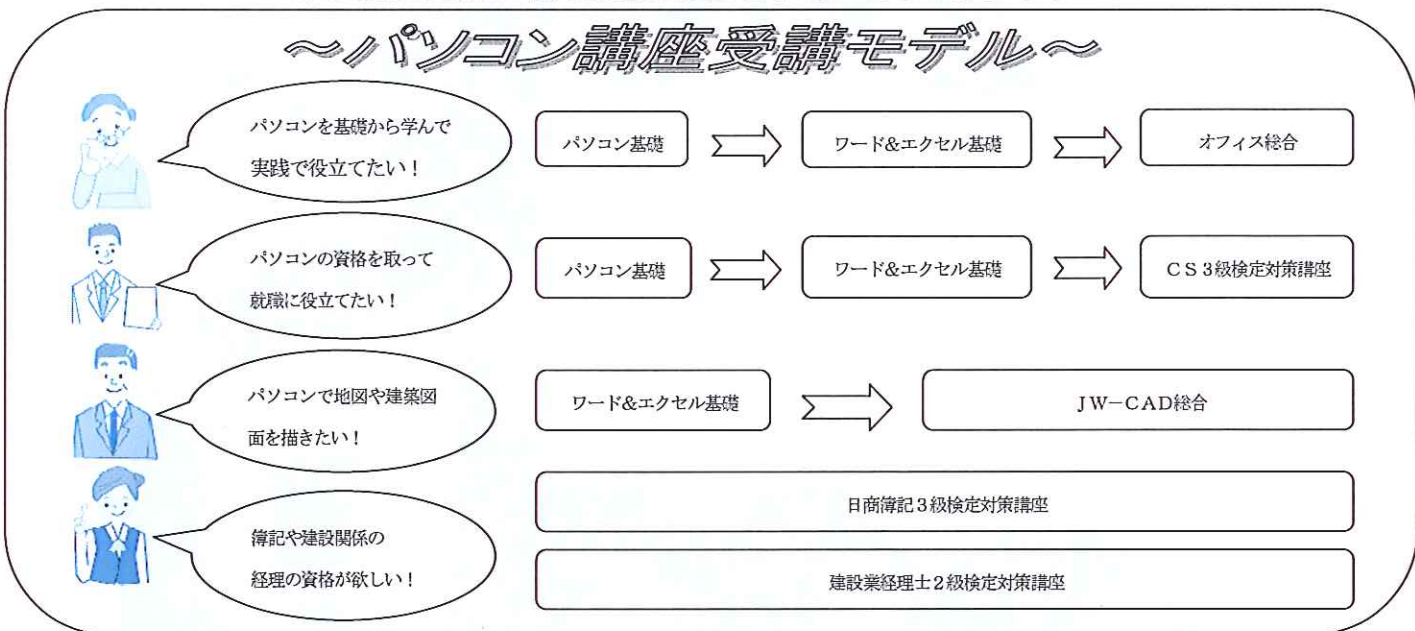 ～パソコン講座受講モデル～
パソコンを基礎から学んで
実践で役立てたい！
パソコン基礎
ワード&エクセル基礎
オフィス総合
パソコンの資格を取って
就職に役立てたい！
パソコン基礎
ワード&エクセル基礎
ＣＳ３級検定対策講座
パソコンで地図や建築図
面を描きたい！
ワード&エクセル基礎
ＪＷ－ＣＡＤ総合
簿記や建設関係の
経理の資格が欲しい！
日商簿記３級検定対策講座
建設業経理士２級検定対策講座